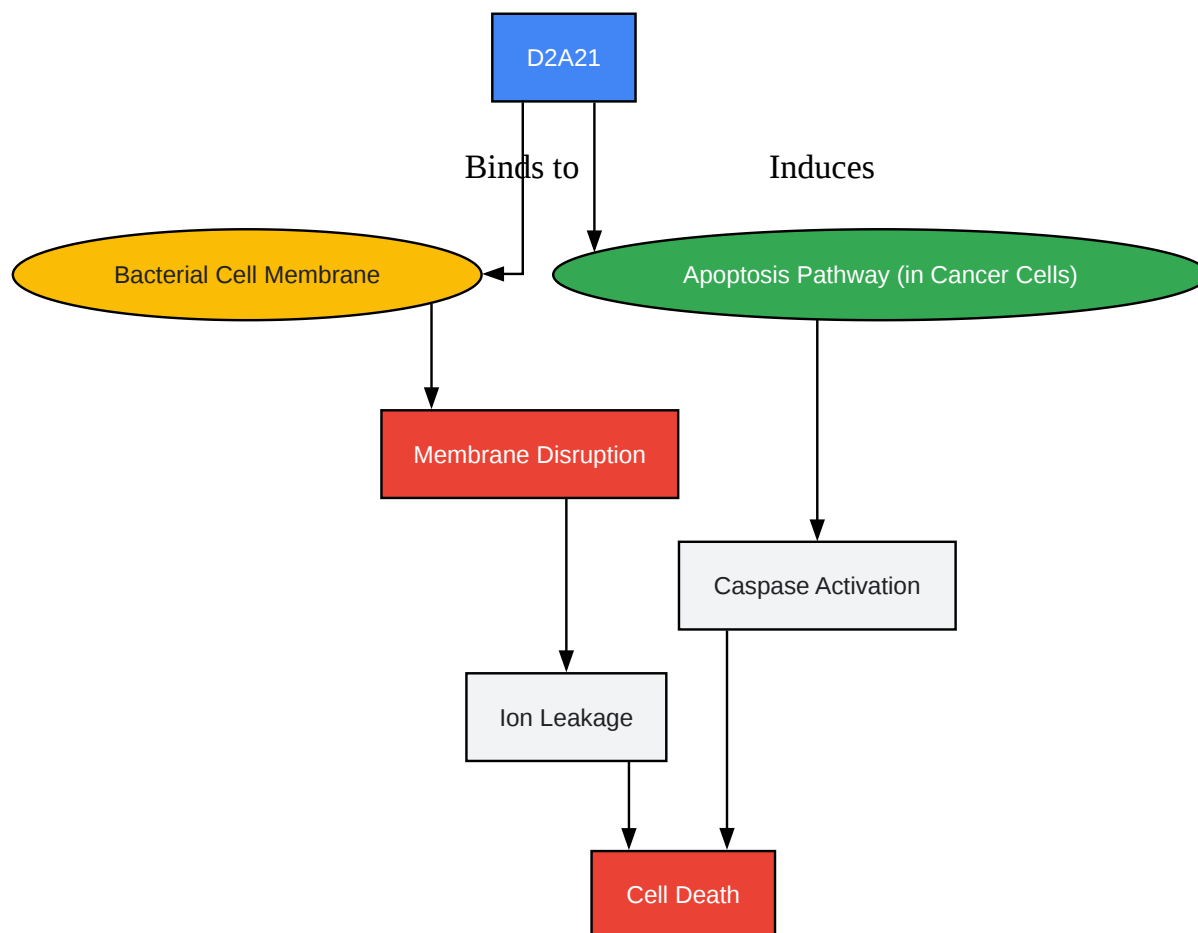 D2A21
Binds to
Induces
Bacterial Cell Membrane
Apoptosis Pathway (in Cancer Cells)
Membrane Disruption
Caspase Activation
Ion Leakage
Cell Death